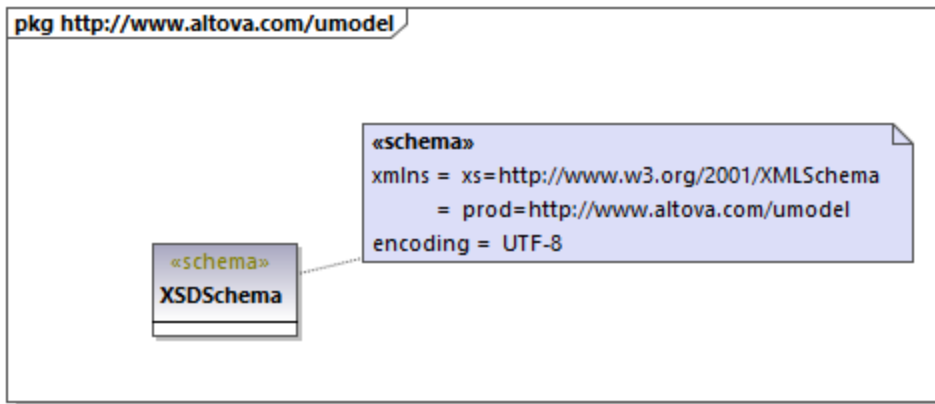 pkg http://www.altova.com/umodel
«schema»
xmlns = xs=http://www.w3.org/2001/XMLSchema
= prod=http://www.altova.com/umodel
encoding = UTF-8
«schema»
XSDSchema